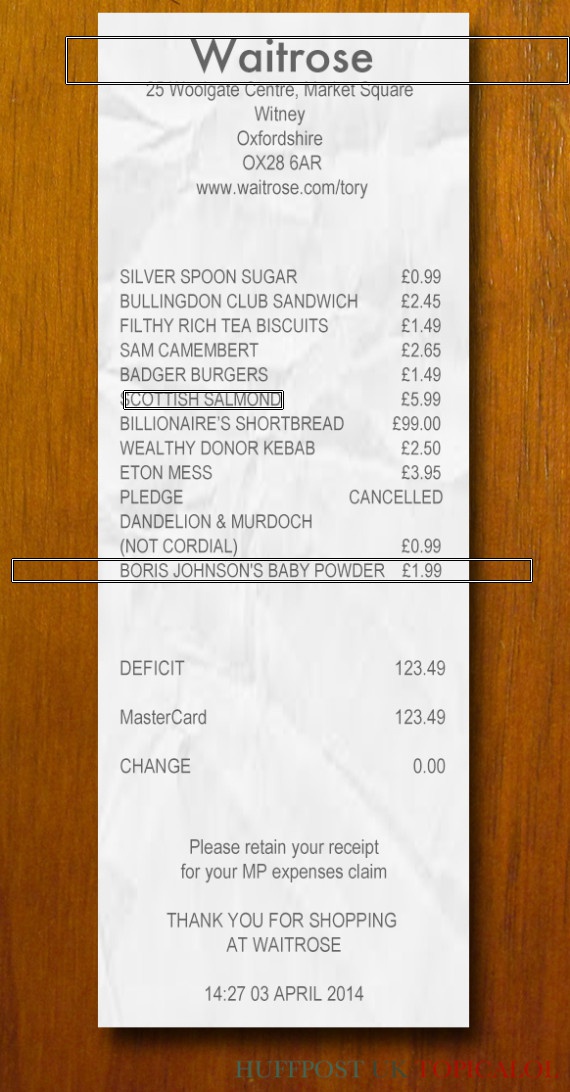 Waitrose
25 Woolgate Centre, Market Square
Witney
Oxfordshire
OX28 6AR
www.waitrose.com/tory
SILVER SPOON SUGAR £0.99
BULLINGDON CLUB SANDWICH £2.45
FILTHY RICH TEA BISCUITS £1.49
SAM CAMEMBERT £2.65
BADGER BURGERS £1.49
SCOTTISH SALMOND £5.99
BILLIONAIRE'S SHORTBREAD £99.00
WEALTHY DONOR KEBAB £2.50
ETON MESS £3.95
PLEDGE CANCELLED
DANDELION & MURDOCH
(NOT CORDIAL) £0.99
BORIS JOHNSON'S BABY POWDER £1.99
DEFICIT 123.49
MasterCard 123.49
CHANGE 0.00
Please retain your receipt
for your MP expenses claim
THANK YOU FOR SHOPPING
AT WAITROSE
14:27 03 APRIL 2014
HUFFPOST UK TOPICALOL